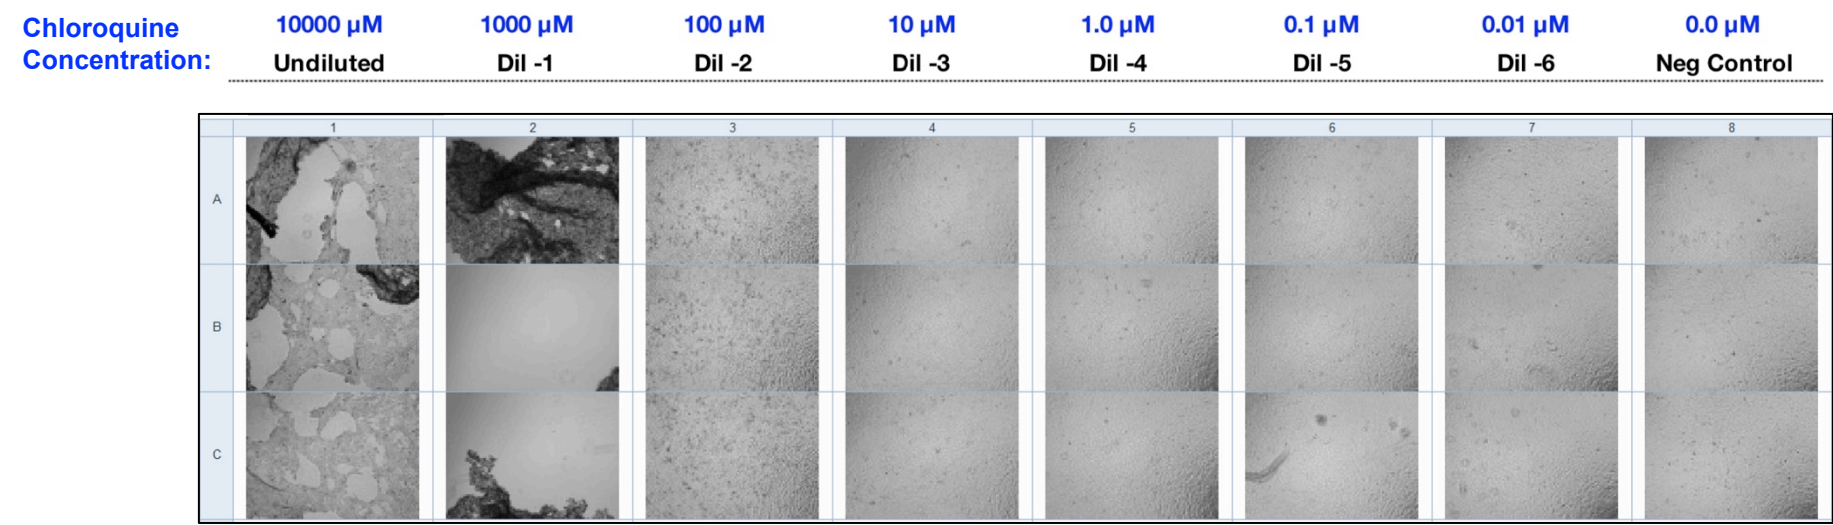 Chloroquine
Concentration:
10000 µM 1000 µM 100 µM 10 µM 1.0 µM 0.1 µM 0.01 µM 0.0 µM
Undiluted Dil -1 Dil -2 Dil -3 Dil -4 Dil -5 Dil -6 Neg Control
1 2 3 4 5 6 7 8
A
B
C